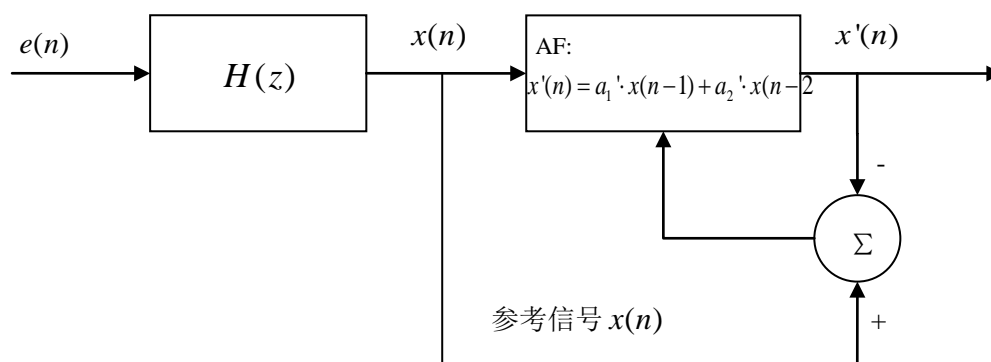 e(n)
H(z)
x(n)
AF:
x'(n)=a₁'·x(n−1)+a₂'·x(n−2
x'(n)
-
Σ
参考信号 x(n)
+